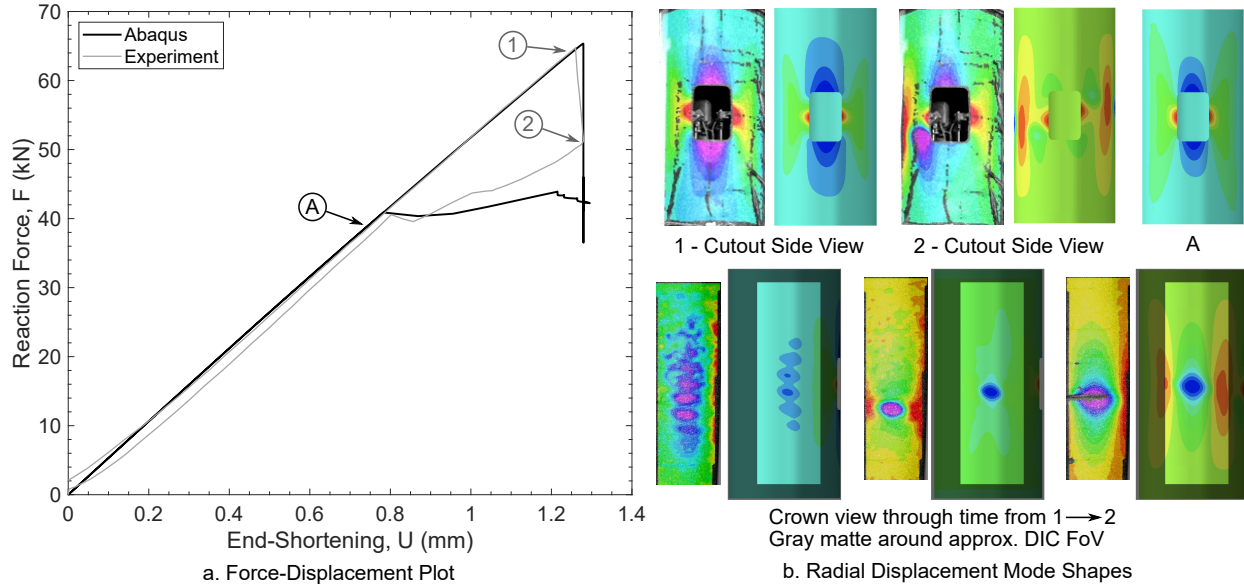 Abaqus
Experiment
1
2
A
70
60
50
40
30
20
10
0
Reaction Force, F (kN)
0
0.2
0.4
0.6
0.8
1
1.2
1.4
End-Shortening, U (mm)
a. Force-Displacement Plot
1 - Cutout Side View
2 - Cutout Side View
A
Crown view through time from 1 → 2
Gray matte around approx. DIC FoV
b. Radial Displacement Mode Shapes